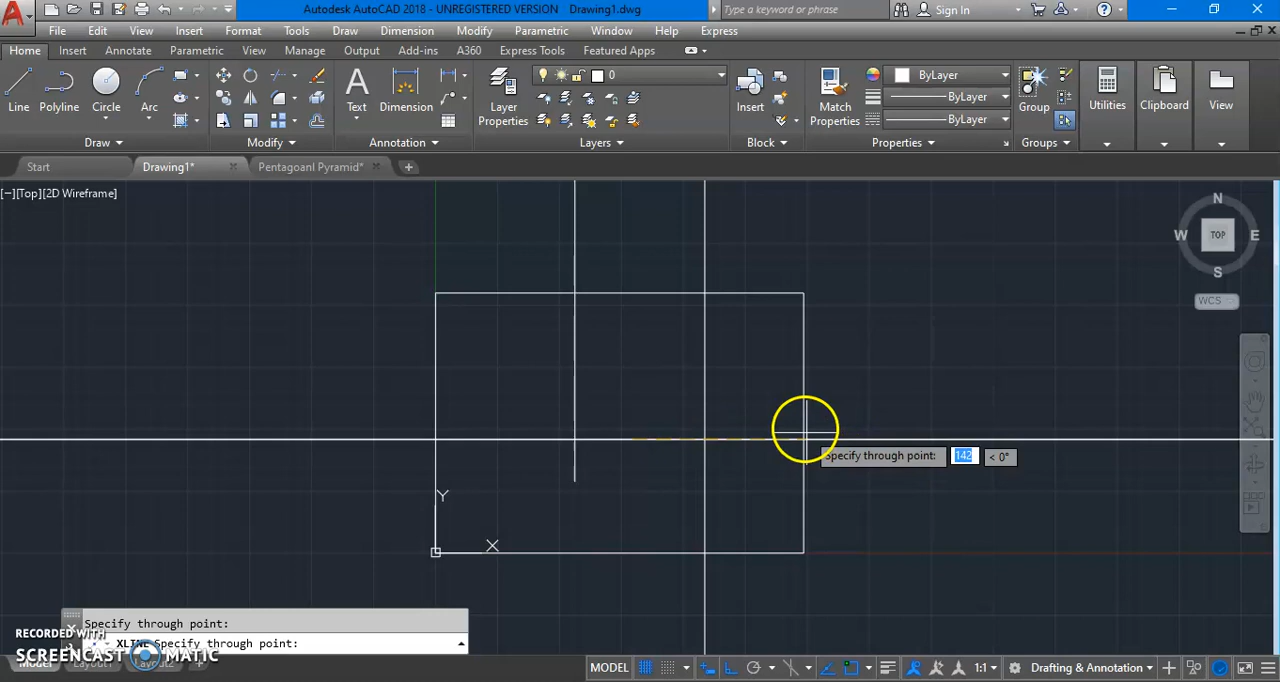 Autodesk AutoCAD 2018 - UNREGISTERED VERSION Drawing1.dwg
Type a keyword or phrase
Sign In
File Edit View Insert Format Tools Draw Dimension Modify Parametric Window Help Express
Home Insert Annotate Parametric View Manage Output Add-ins A360 Express Tools Featured Apps
0
ByLayer
ByLayer
ByLayer
Line Polyline Circle Arc
Text Dimension
Layer Properties
Insert
Match Properties
Group
Utilities
Clipboard
View
Draw Modify Annotation Layers Block Properties Groups
Start Drawing1* Pentagoanl Pyramid*
[−][Top][2D Wireframe]
N
W TOP E
S
WCS
Specify through point: 142 < 0°
Y
X
Specify through point:
XLINE Specify through point:
RECORDED WITH
SCREENCAST MATIC
Model Layout1 Layout2
MODEL 1:1 Drafting & Annotation